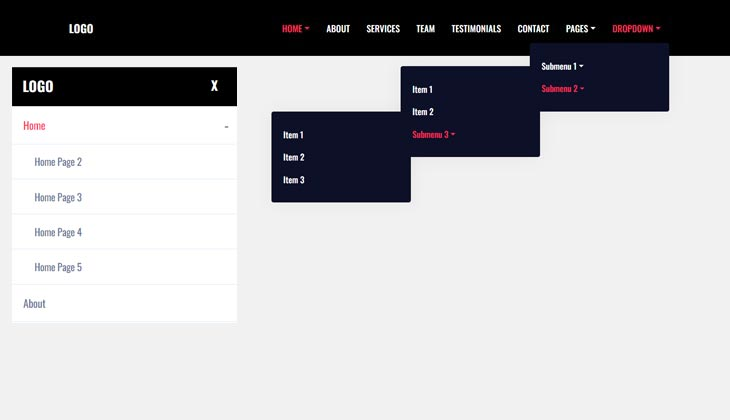 LOGO HOME ABOUT SERVICES TEAM TESTIMONIALS CONTACT PAGES DROPDOWN
Submenu 1
Submenu 2
Item 1
Item 2
Submenu 3
Item 1
Item 2
Item 3
LOGO X
Home -
Home Page 2
Home Page 3
Home Page 4
Home Page 5
About